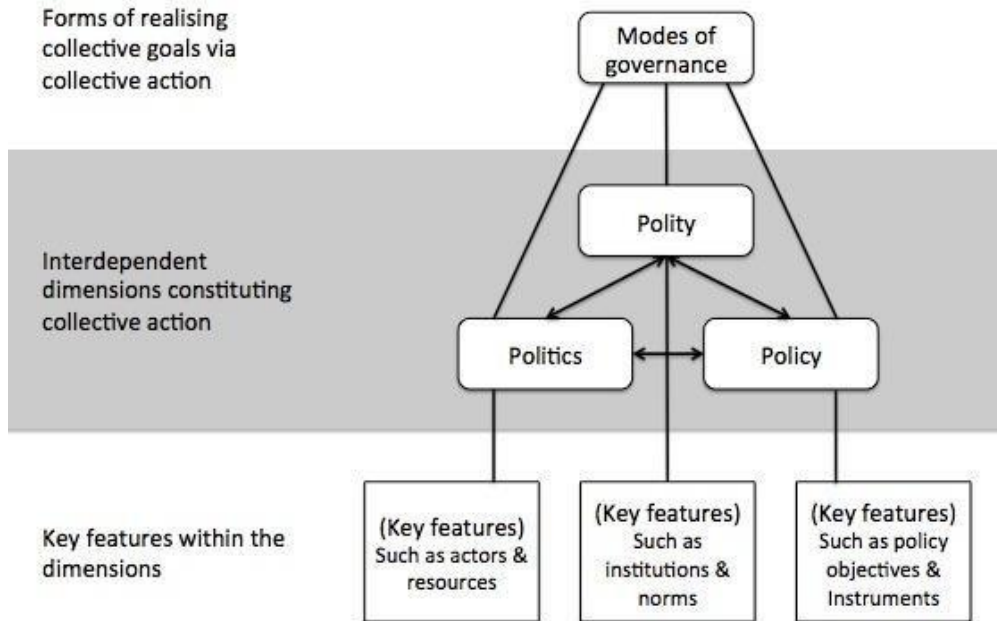 Forms of realising
collective goals via
collective action
Modes of
governance
Interdependent
dimensions constituting
collective action
Polity
Politics
Policy
Key features within the
dimensions
(Key features)
Such as actors &
resources
(Key features)
Such as
institutions &
norms
(Key features)
Such as policy
objectives &
Instruments